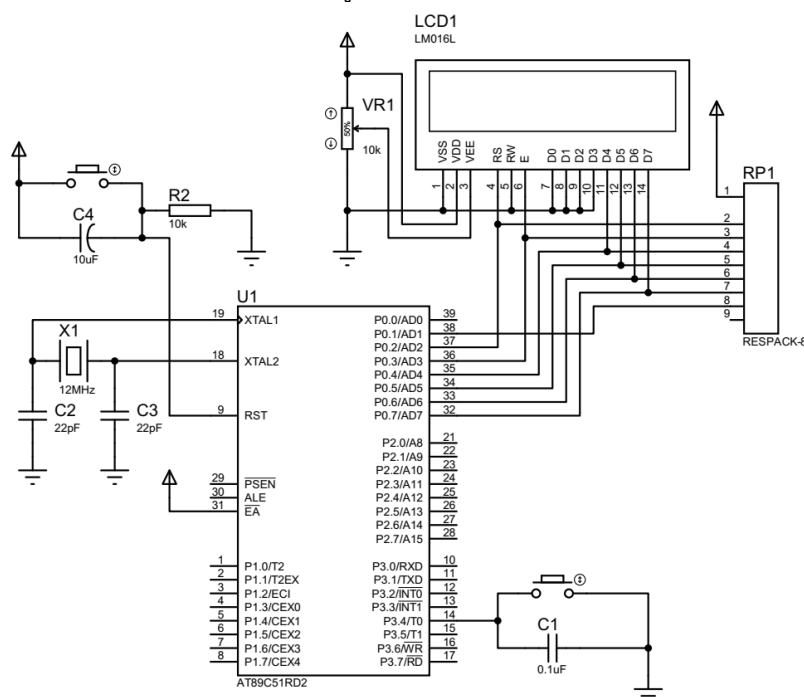 LCD1
LM016L
VR1
50%
10k
VSS VDD VEE RS RW E D0 D1 D2 D3 D4 D5 D6 D7
1 2 3 4 5 6 7 8 9 10 11 12 13 14
RP1
1
2
3
4
5
6
7
8
9
RESPACK-8
R2
10k
C4
10uF
X1
12MHz
C2
22pF
C3
22pF
U1
19 XTAL1 P0.0/AD0 39
P0.1/AD1 38
P0.2/AD2 37
18 XTAL2 P0.3/AD3 36
P0.4/AD4 35
P0.5/AD5 34
P0.6/AD6 33
9 RST P0.7/AD7 32
P2.0/A8 21
P2.1/A9 22
P2.2/A10 23
29 PSEN P2.3/A11 24
30 ALE P2.4/A12 25
31 EA P2.5/A13 26
P2.6/A14 27
P2.7/A15 28
1 P1.0/T2 P3.0/RXD 10
2 P1.1/T2EX P3.1/TXD 11
3 P1.2/ECI P3.2/INT0 12
4 P1.3/CEX0 P3.3/INT1 13
5 P1.4/CEX1 P3.4/T0 14
6 P1.5/CEX2 P3.5/T1 15
7 P1.6/CEX3 P3.6/WR 16
8 P1.7/CEX4 P3.7/RD 17
AT89C51RD2
C1
0.1uF